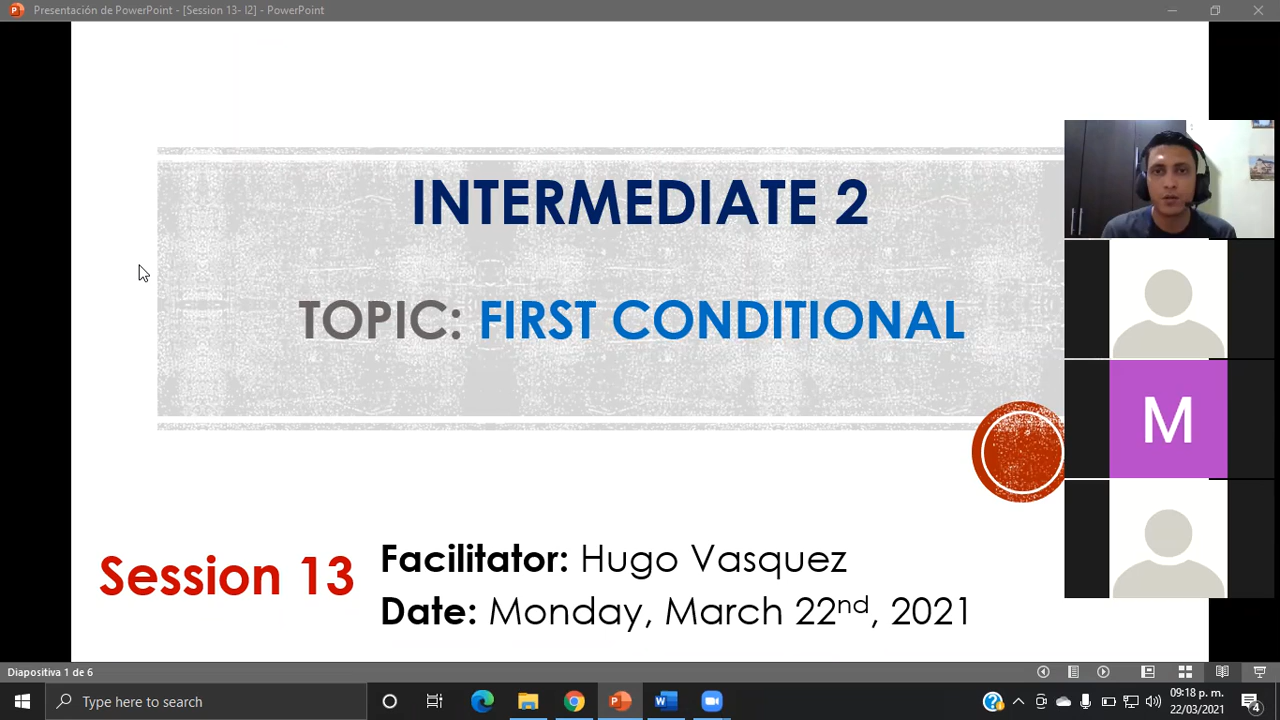 Presentación de PowerPoint - [Session 13- I2] - PowerPoint
INTERMEDIATE 2
TOPIC: FIRST CONDITIONAL
M
Session 13
Facilitator: Hugo Vasquez
Date: Monday, March 22nd, 2021
Diapositiva 1 de 6
Type here to search
09:18 p. m.
22/03/2021
4